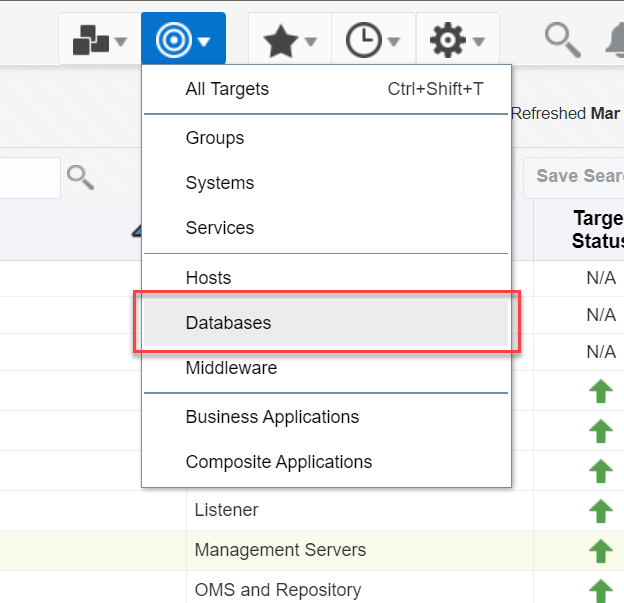 All Targets Ctrl+Shift+T
Refreshed Mar
Groups
Systems
Save Sear
Services
Targe
Status
Hosts
N/A
Databases
N/A
Middleware
N/A
Business Applications
Composite Applications
Listener
Management Servers
OMS and Repository